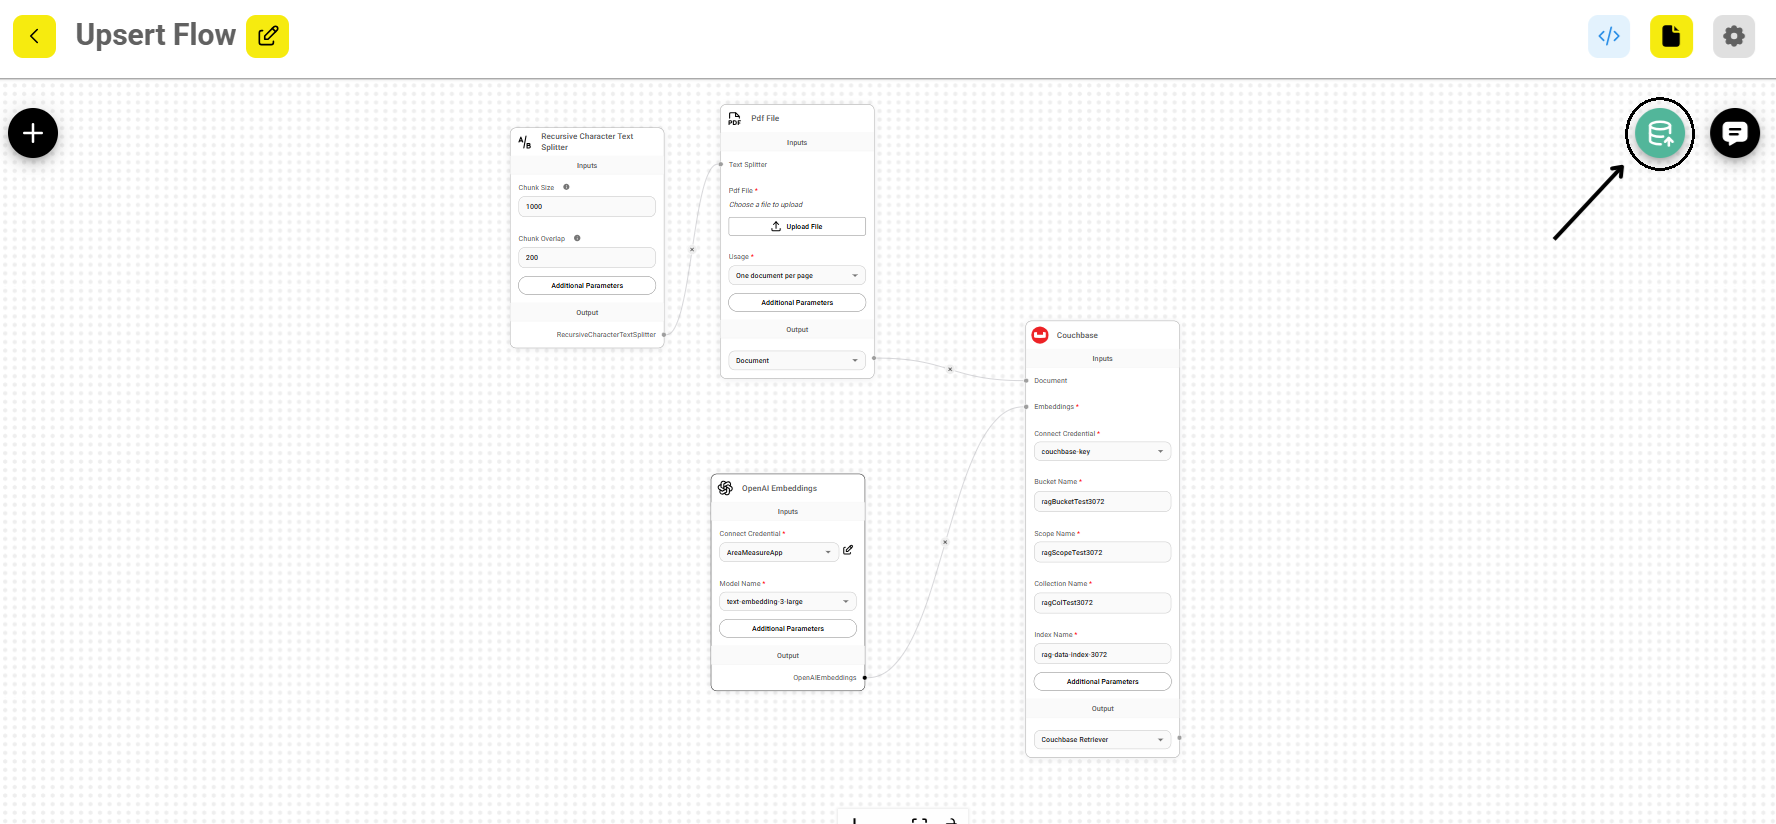 Upsert Flow
</>
A/B
Recursive Character Text
Splitter
Inputs
Chunk Size
1000
Chunk Overlap
200
Additional Parameters
Output
RecursiveCharacterTextSplitter
PDF
Pdf File
Inputs
Text Splitter
Pdf File *
Choose a file to upload
Upload File
Usage *
One document per page
Additional Parameters
Output
Document
OpenAI Embeddings
Inputs
Connect Credential *
AreaMeasureApp
Model Name *
text-embedding-3-large
Additional Parameters
Output
OpenAIEmbeddings
Couchbase
Inputs
Document
Embeddings *
Connect Credential *
couchbase-key
Bucket Name *
ragBucketTest3072
Scope Name *
ragScopeTest3072
Collection Name *
ragColTest3072
Index Name *
rag-data-index-3072
Additional Parameters
Output
Couchbase Retriever